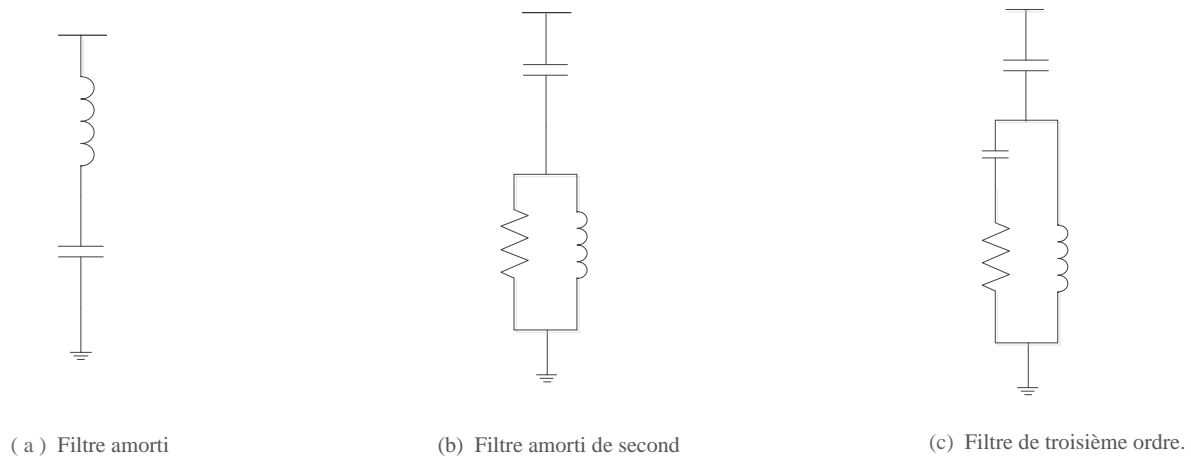 ( a ) Filtre amorti
(b) Filtre amorti de second
(c) Filtre de troisième ordre.